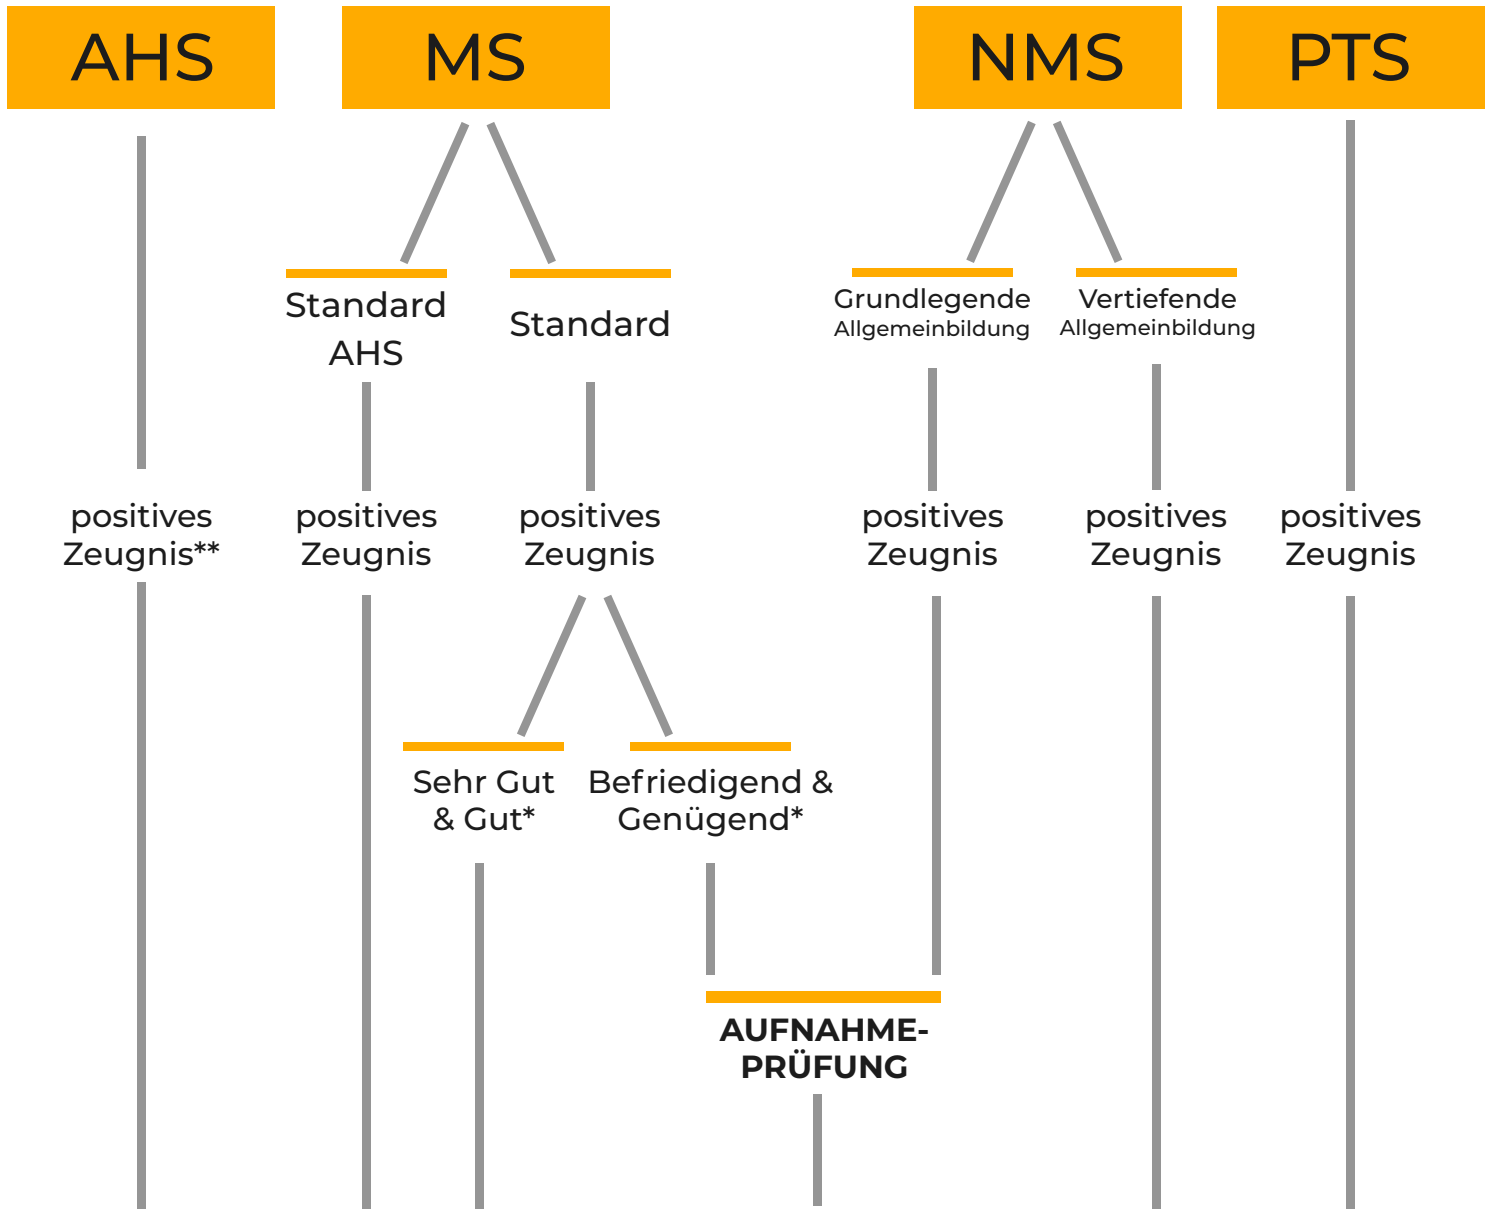 AHS
MS
NMS
PTS
Standard
AHS
Standard
Grundlegende
Allgemeinbildung
Vertiefende
Allgemeinbildung
positives
Zeugnis**
positives
Zeugnis
positives
Zeugnis
positives
Zeugnis
positives
Zeugnis
positives
Zeugnis
Sehr Gut
& Gut*
Befriedigend &
Genügend*
AUFNAHME-
PRÜFUNG